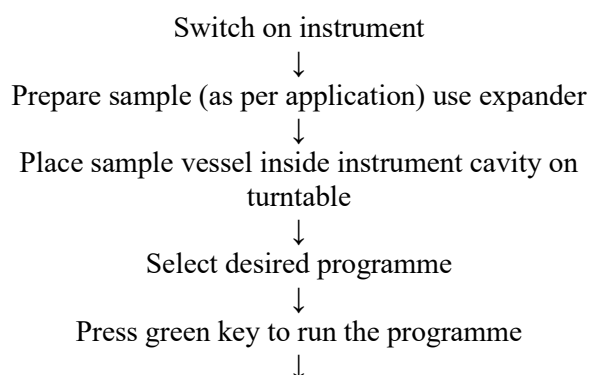 Switch on instrument
↓
Prepare sample (as per application) use expander
↓
Place sample vessel inside instrument cavity on
turntable
↓
Select desired programme
↓
Press green key to run the programme
↓